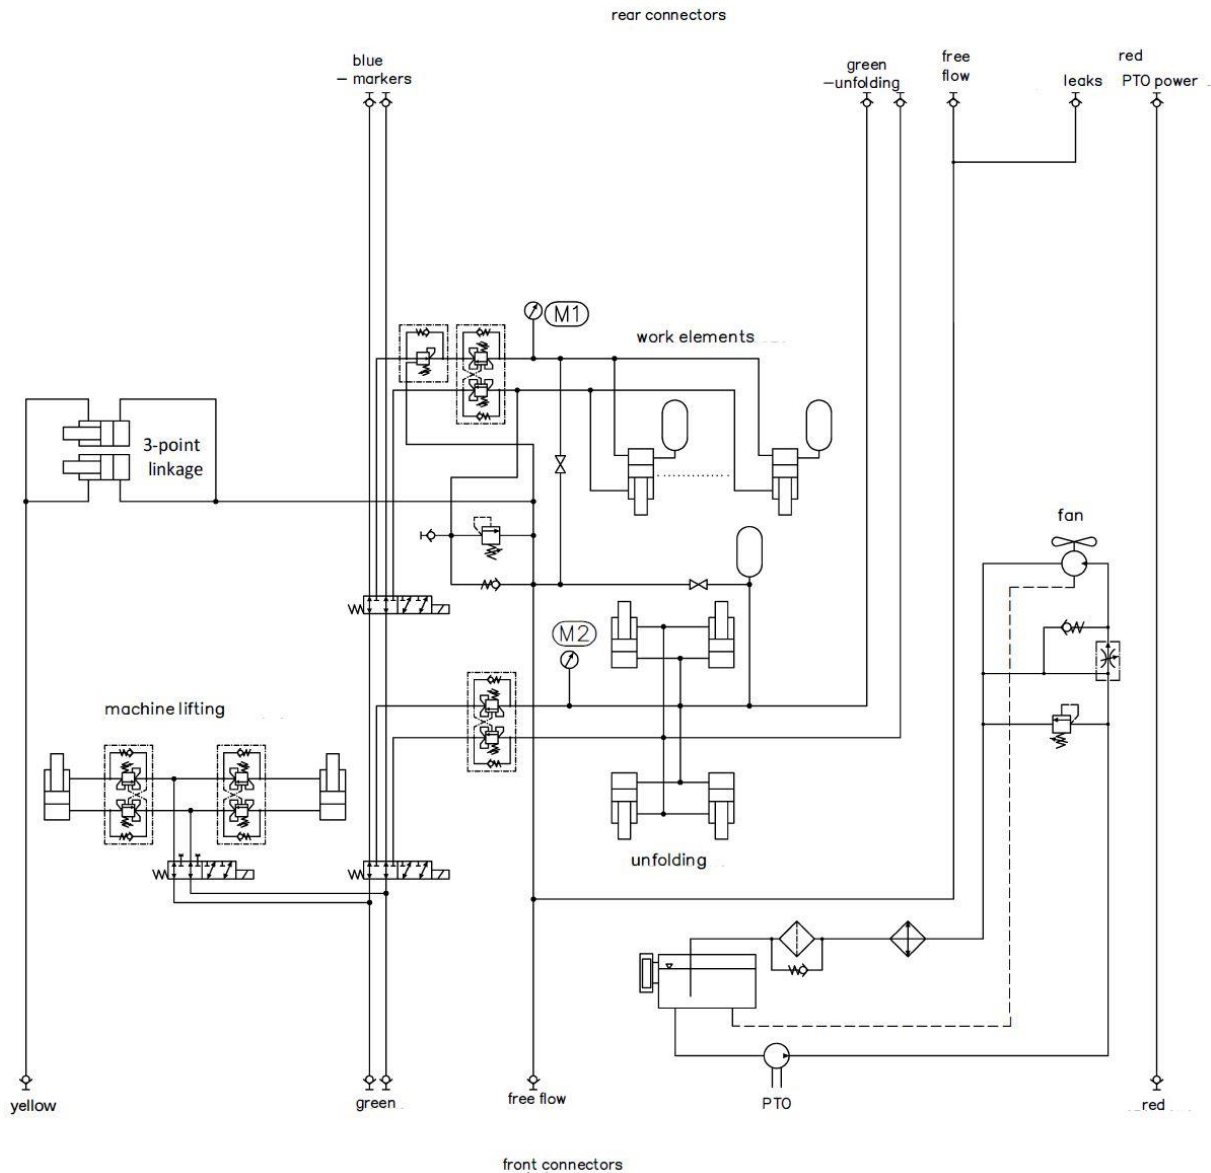 rear connectors
blue
– markers
green
–unfolding
free
flow
leaks
red
PTO power
M1
work elements
3-point
linkage
fan
M2
machine lifting
unfolding
yellow
green
free flow
PTO
red
front connectors